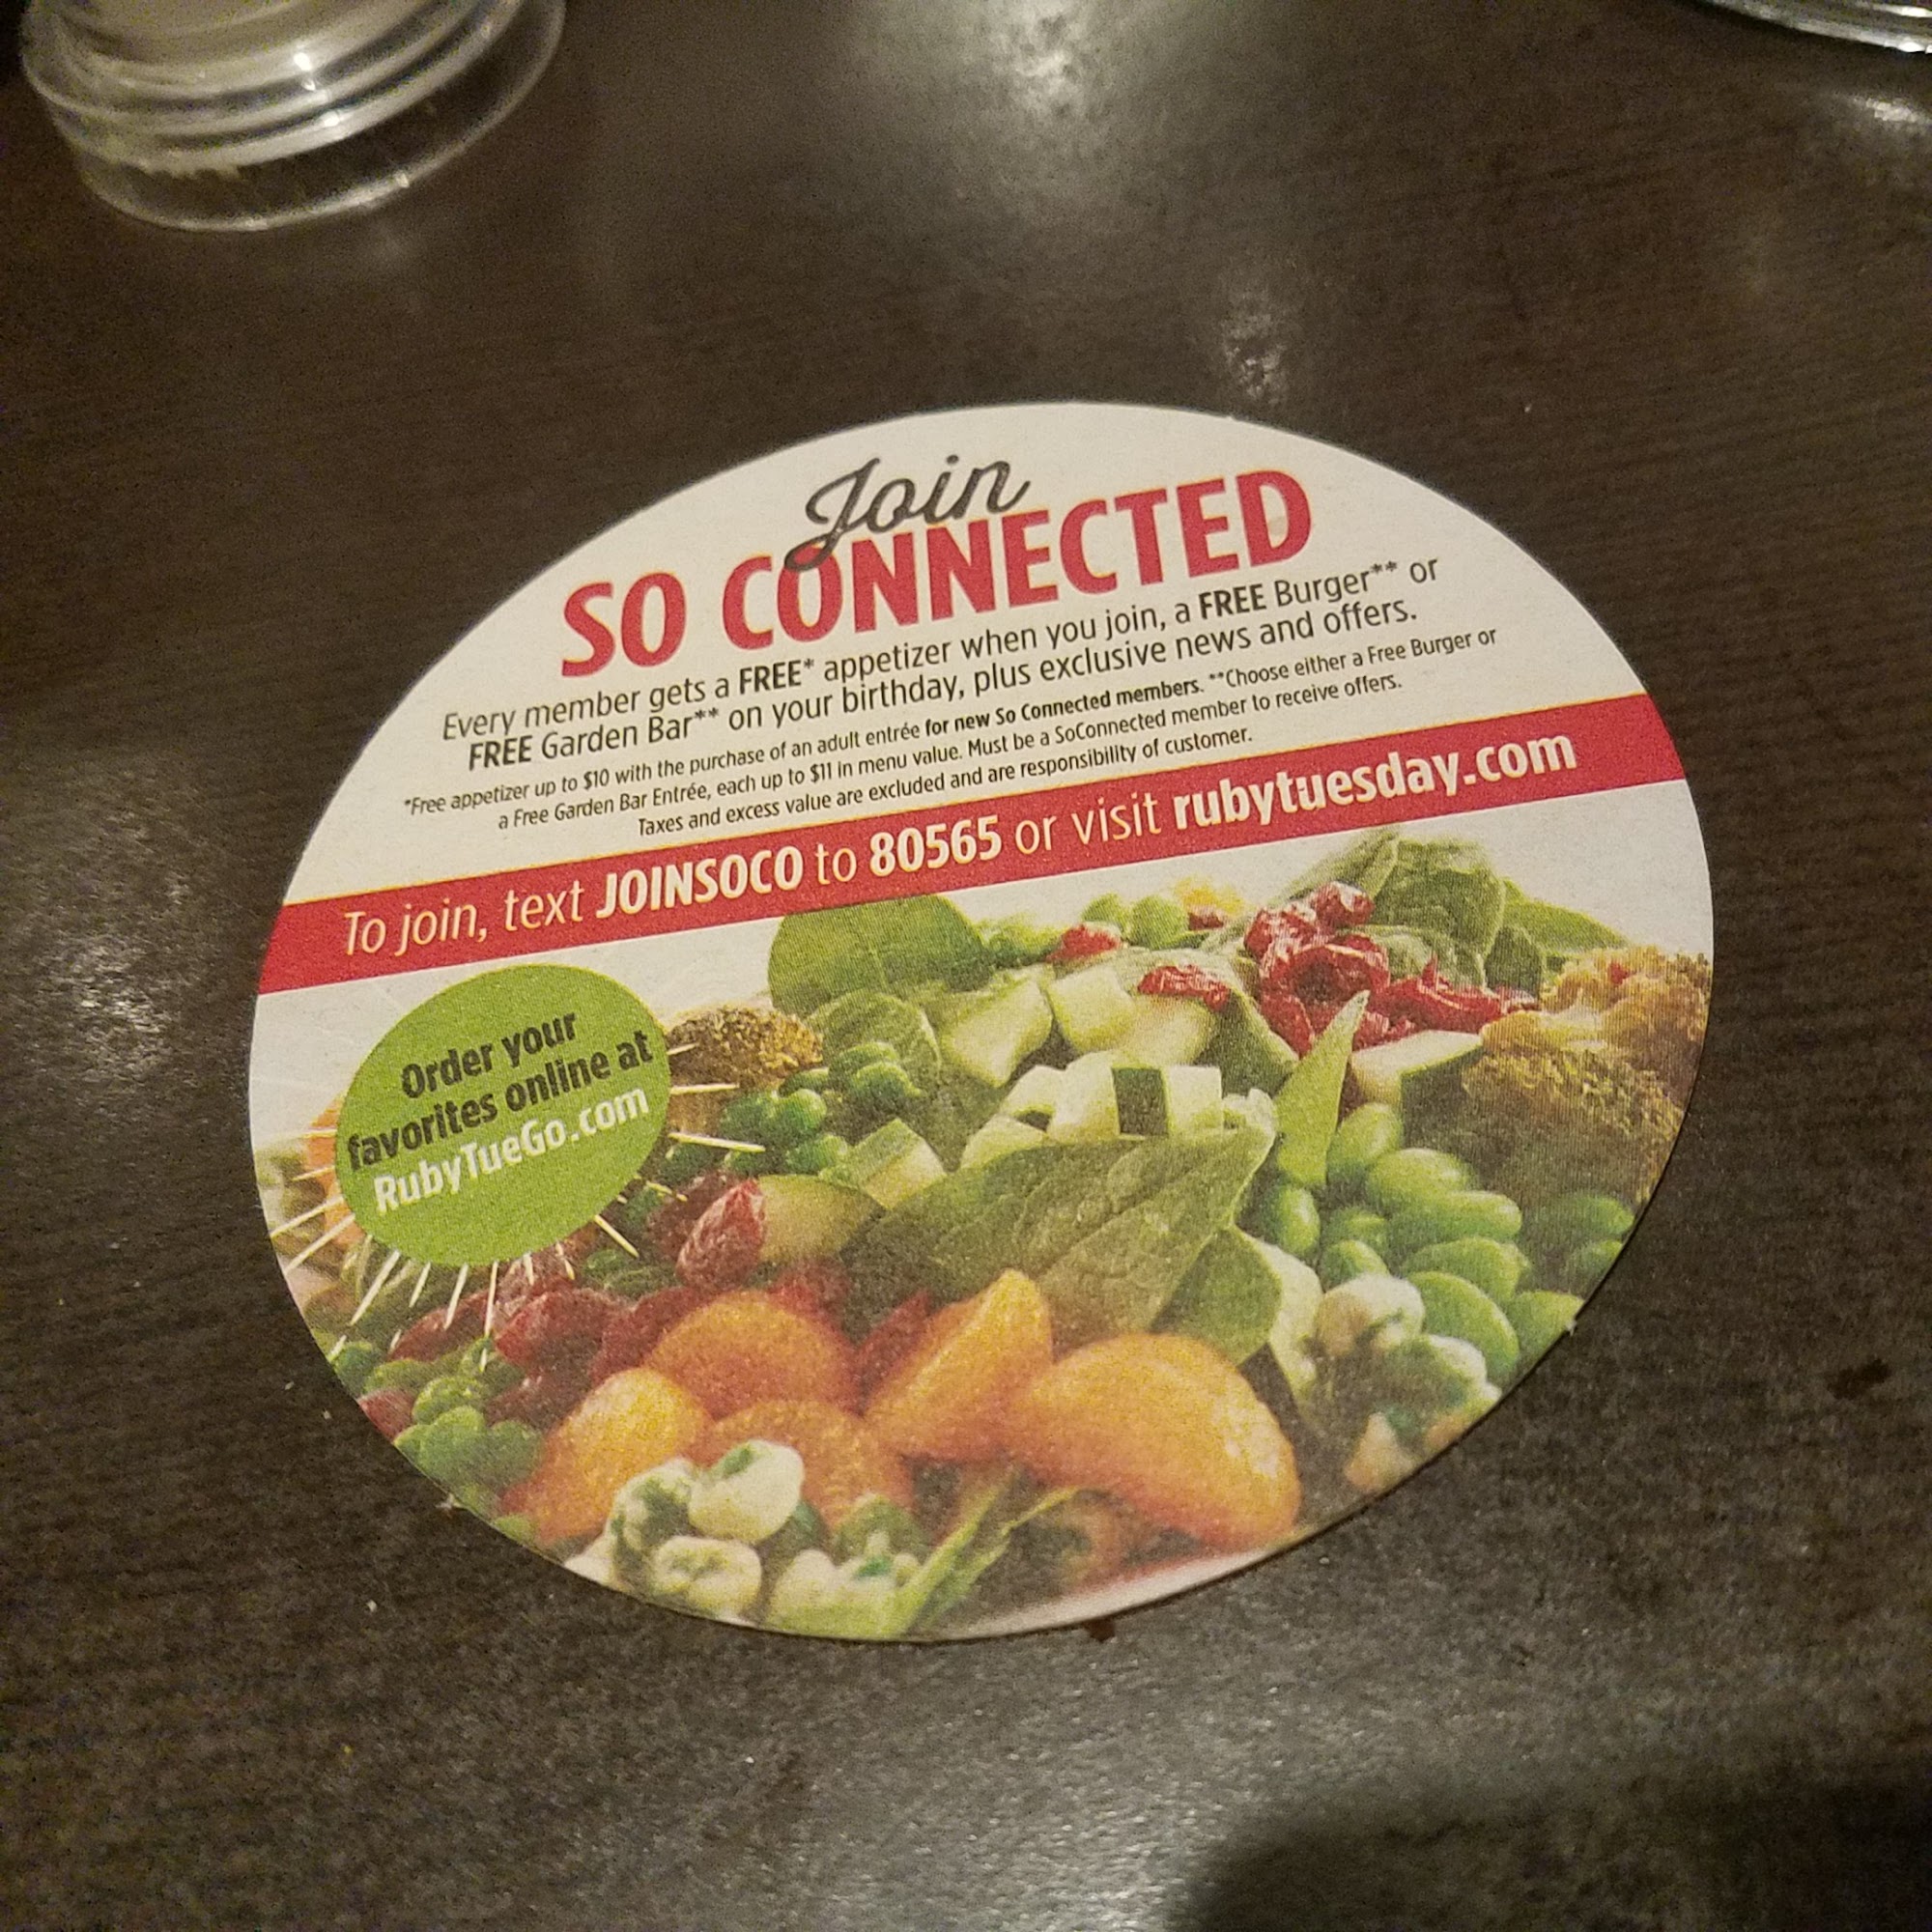 Join
SO CONNECTED
Every member gets a FREE* appetizer when you join, a FREE Burger** or
FREE Garden Bar** on your birthday, plus exclusive news and offers.
*Free appetizer up to $10 with the purchase of an adult entrée for new So Connected members. **Choose either a Free Burger or
a Free Garden Bar Entrée, each up to $11 in menu value. Must be a SoConnected member to receive offers.
Taxes and excess value are excluded and are responsibility of customer.
To join, text JOINSOCO to 80565 or visit rubytuesday.com
Order your
favorites online at
RubyTueGo.com